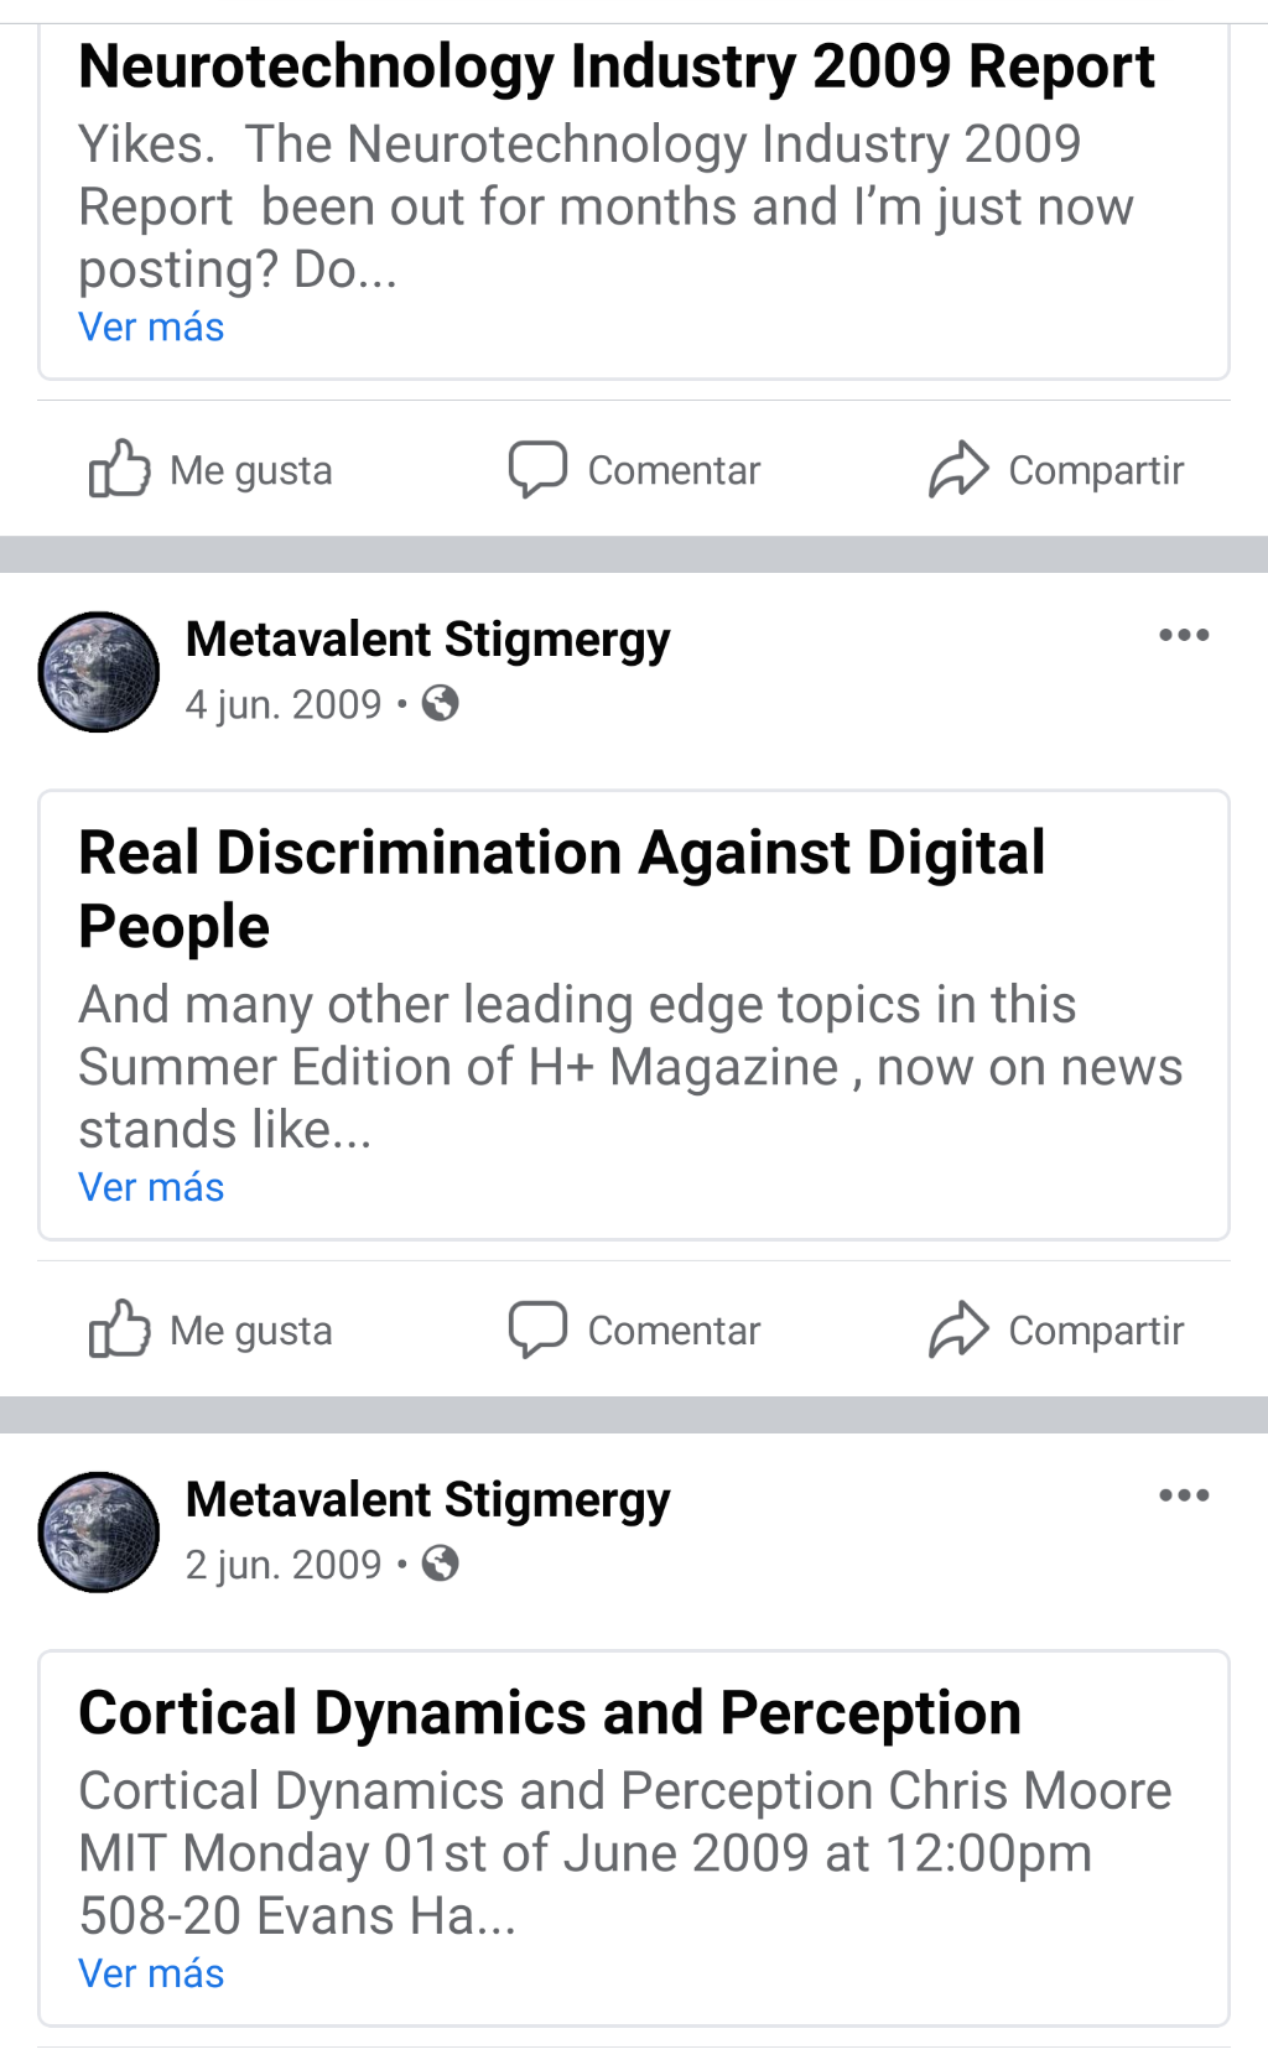 Neurotechnology Industry 2009 Report
Yikes.  The Neurotechnology Industry 2009
Report  been out for months and I’m just now
posting? Do...
Ver más
Me gusta
Comentar
Compartir
Metavalent Stigmergy
4 jun. 2009 •
Real Discrimination Against Digital
People
And many other leading edge topics in this
Summer Edition of H+ Magazine , now on news
stands like...
Ver más
Me gusta
Comentar
Compartir
Metavalent Stigmergy
2 jun. 2009 •
Cortical Dynamics and Perception
Cortical Dynamics and Perception Chris Moore
MIT Monday 01st of June 2009 at 12:00pm
508-20 Evans Ha...
Ver más